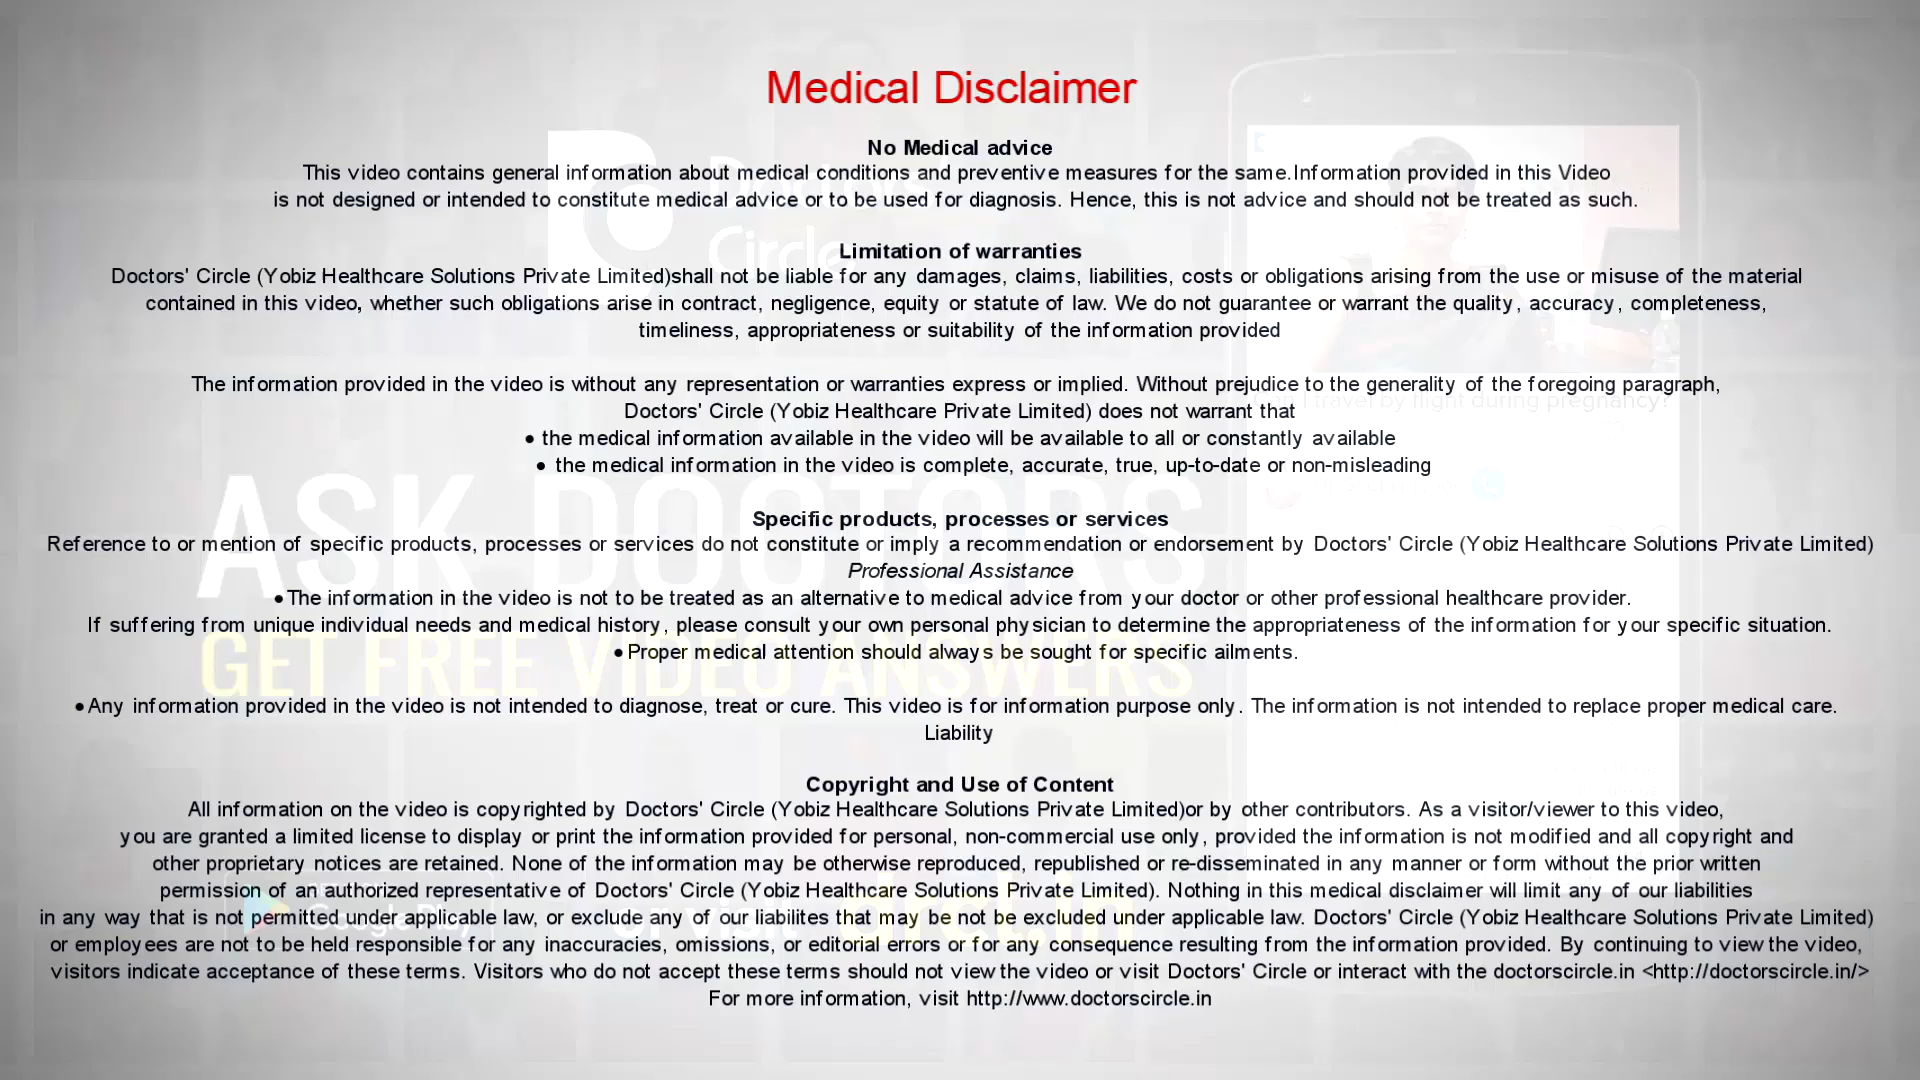 Medical Disclaimer
No Medical advice
This video contains general information about medical conditions and preventive measures for the same.Information provided in this Video
is not designed or intended to constitute medical advice or to be used for diagnosis. Hence, this is not advice and should not be treated as such.
Limitation of warranties
Doctors' Circle (Yobiz Healthcare Solutions Private Limited)shall not be liable for any damages, claims, liabilities, costs or obligations arising from the use or misuse of the material
contained in this video, whether such obligations arise in contract, negligence, equity or statute of law. We do not guarantee or warrant the quality, accuracy, completeness,
timeliness, appropriateness or suitability of the information provided
The information provided in the video is without any representation or warranties express or implied. Without prejudice to the generality of the foregoing paragraph,
Doctors' Circle (Yobiz Healthcare Private Limited) does not warrant that
• the medical information available in the video will be available to all or constantly available
• the medical information in the video is complete, accurate, true, up-to-date or non-misleading
Specific products, processes or services
Reference to or mention of specific products, processes or services do not constitute or imply a recommendation or endorsement by Doctors' Circle (Yobiz Healthcare Solutions Private Limited)
Professional Assistance
•The information in the video is not to be treated as an alternative to medical advice from your doctor or other professional healthcare provider.
If suffering from unique individual needs and medical history, please consult your own personal physician to determine the appropriateness of the information for your specific situation.
•Proper medical attention should always be sought for specific ailments.
•Any information provided in the video is not intended to diagnose, treat or cure. This video is for information purpose only. The information is not intended to replace proper medical care.
Liability
Copyright and Use of Content
All information on the video is copyrighted by Doctors' Circle (Yobiz Healthcare Solutions Private Limited)or by other contributors. As a visitor/viewer to this video,
you are granted a limited license to display or print the information provided for personal, non-commercial use only, provided the information is not modified and all copyright and
other proprietary notices are retained. None of the information may be otherwise reproduced, republished or re-disseminated in any manner or form without the prior written
permission of an authorized representative of Doctors' Circle (Yobiz Healthcare Solutions Private Limited). Nothing in this medical disclaimer will limit any of our liabilities
in any way that is not permitted under applicable law, or exclude any of our liabilites that may be not be excluded under applicable law. Doctors' Circle (Yobiz Healthcare Solutions Private Limited)
or employees are not to be held responsible for any inaccuracies, omissions, or editorial errors or for any consequence resulting from the information provided. By continuing to view the video,
visitors indicate acceptance of these terms. Visitors who do not accept these terms should not view the video or visit Doctors' Circle or interact with the doctorscircle.in <http://doctorscircle.in/>
For more information, visit http://www.doctorscircle.in
Doctors'
Circle
ASK DOCTORS
GET FREE VIDEO ANSWERS
Google Play
or visit drcl.in
Can I travel by flight during pregnancy?